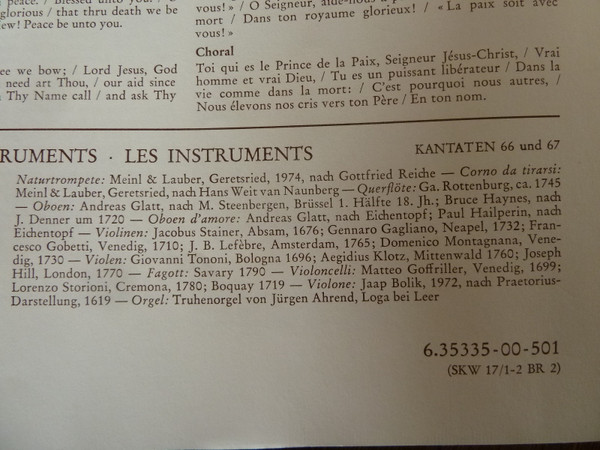 peace. / Blessed unto you. / O
glorious / that thru death we be
new! Peace be unto you.
ee we bow; / Lord Jesus, God
need art Thou, / our aid since
Thy Name call / and ask Thy
vous!» / O Seigneur,
mort / Dans ton royaume glorieux! / «La paix soit avec
vous!»
Choral
Toi qui es le Prince de la Paix, Seigneur Jésus-Christ, / Vrai
homme et vrai Dieu, / Tu es un puissant libérateur / Dans la
vie comme dans la mort: / C'est pourquoi nous autres, /
Nous élevons nos cris vers ton Père / En ton nom.
RUMENTS · LES INSTRUMENTS
KANTATEN 66 und 67
Naturtrompete: Meinl & Lauber, Geretsried, 1974, nach Gottfried Reiche — Corno da tirarsi:
Meinl & Lauber, Geretsried, nach Hans Weit van Naunberg — Querflöte: Ga. Rottenburg, ca. 1745
— Oboen: Andreas Glatt, nach M. Steenbergen, Brüssel 1. Hälfte 18. Jh.; Bruce Haynes, nach
J. Denner um 1720 — Oboen d'amore: Andreas Glatt, nach Eichentopf; Paul Hailperin, nach
Eichentopf — Violinen: Jacobus Stainer, Absam, 1676; Gennaro Gagliano, Neapel, 1732; Fran-
cesco Gobetti, Venedig, 1710; J. B. Lefèbre, Amsterdam, 1765; Domenico Montagnana, Vene-
dig, 1730 — Violen: Giovanni Tononi, Bologna 1696; Aegidius Klotz, Mittenwald 1760; Joseph
Hill, London, 1770 — Fagott: Savary 1790 — Violoncelli: Matteo Goffriller, Venedig, 1699;
Lorenzo Storioni, Cremona, 1780; Boquay 1719 — Violone: Jaap Bolik, 1972, nach Praetorius-
Darstellung, 1619 — Orgel: Truhenorgel von Jürgen Ahrend, Loga bei Leer
6.35335-00-501
(SKW 17/1-2 BR 2)